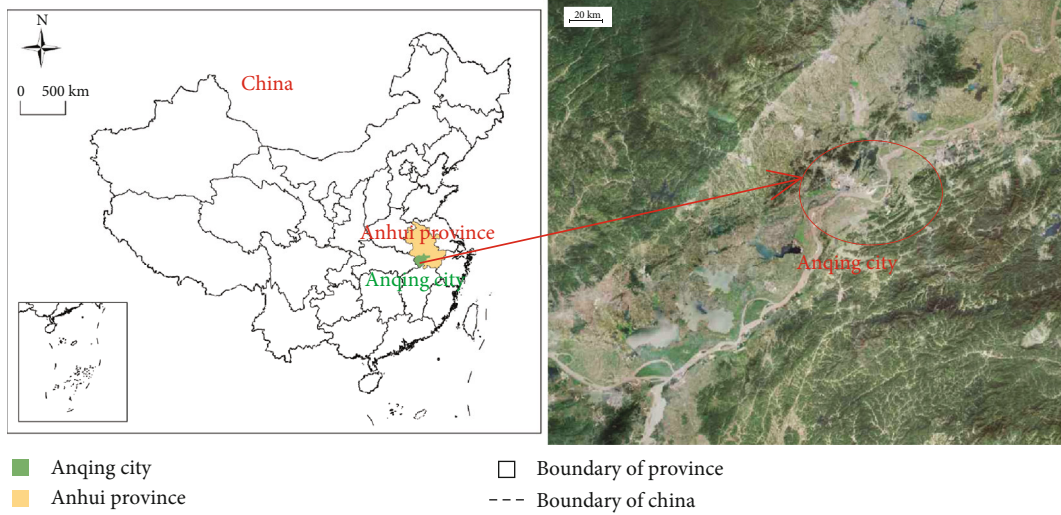 N
0 500 km
China
Anhui province
Anqing city
20 km
Anqing city
Anqing city
Anhui province
Boundary of province
Boundary of china